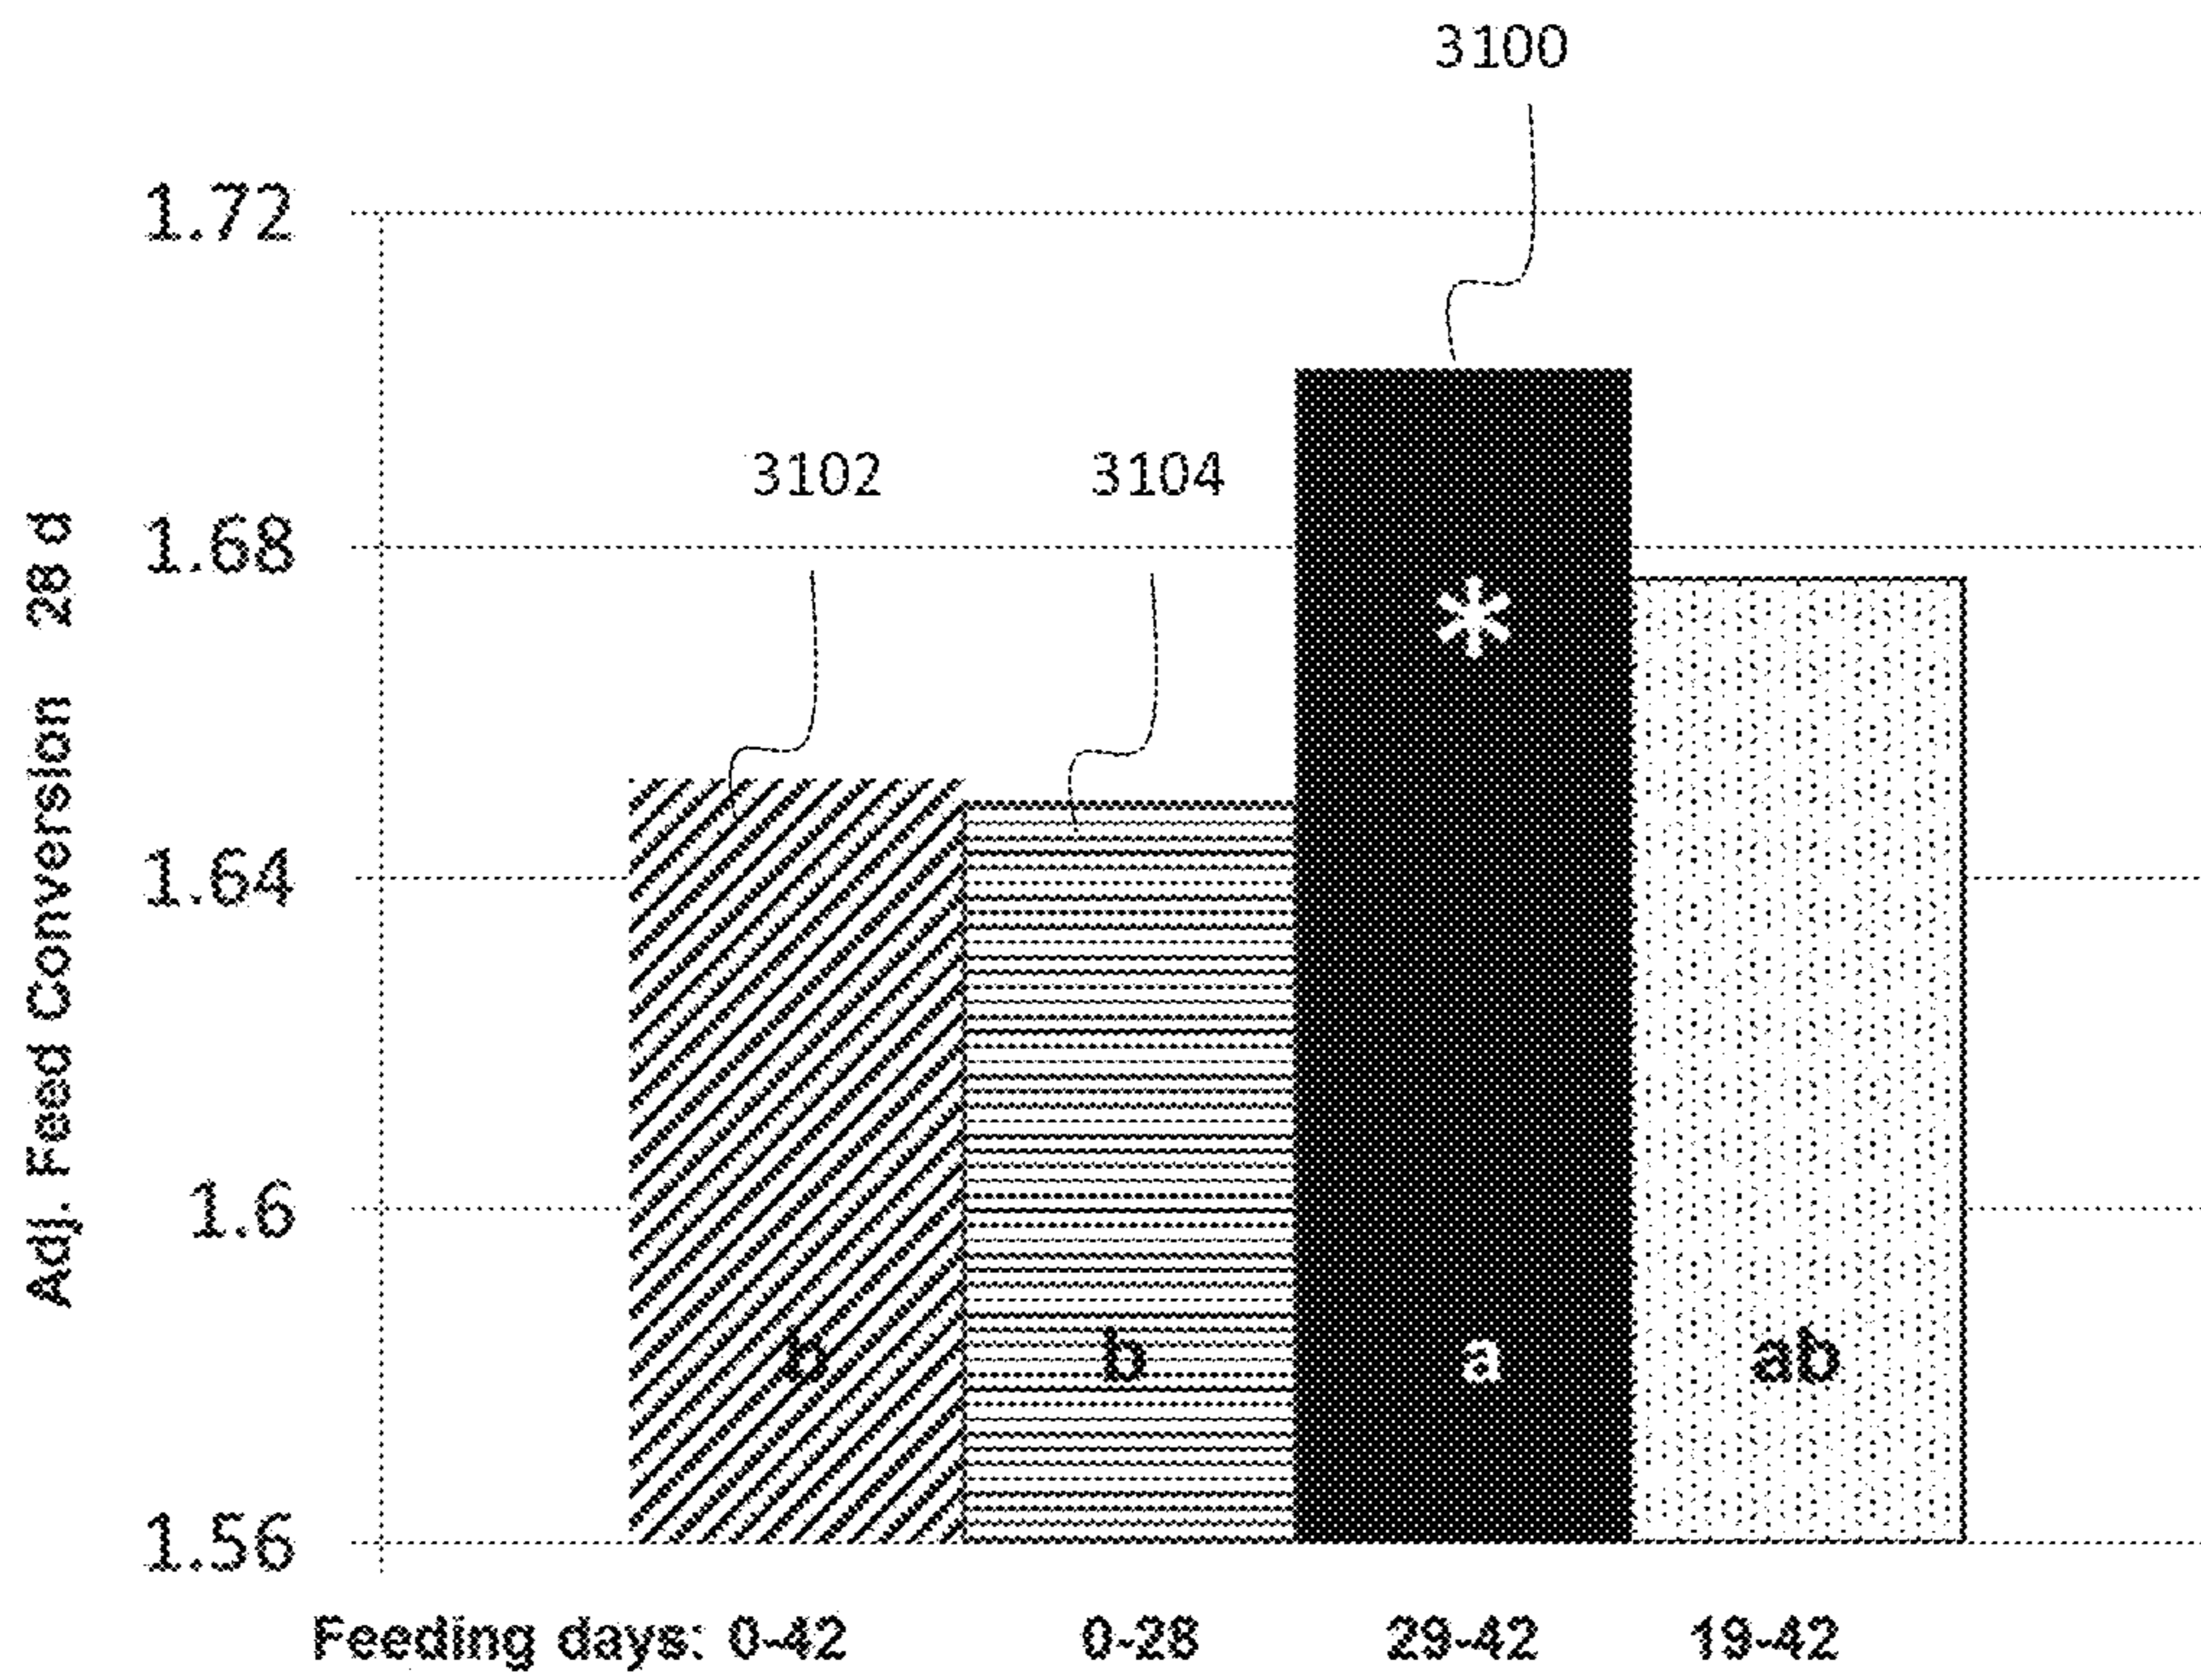 3100
1.72
3102 3104
1.68
*
1.64
1.6
b b a ab
1.56
Adj. Feed Conversion 28 d
Feeding days: 0-42 0-28 29-42 19-42